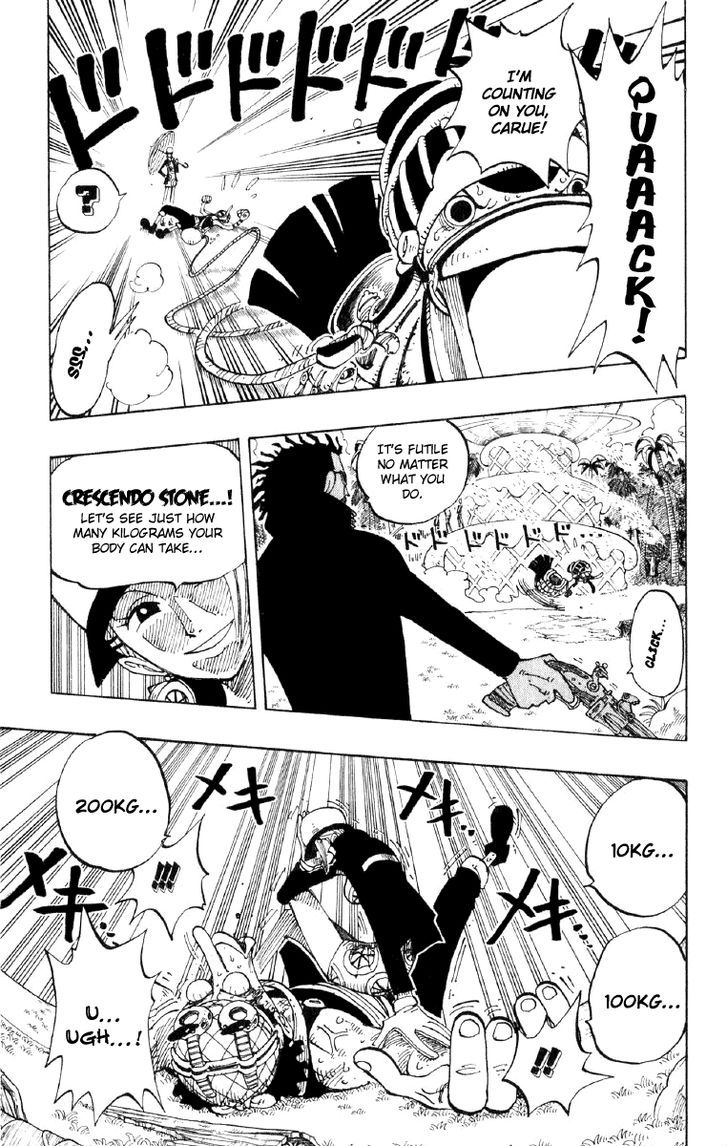 QUAAACK!
I'M
COUNTING
ON YOU,
CARUE!
ドドドドドド
?
SSS...
IT'S FUTILE
NO MATTER
WHAT YOU
DO.
ドドドドド
CLICK...
CRESCENDO STONE...!
LET'S SEE JUST HOW
MANY KILOGRAMS YOUR
BODY CAN TAKE...
10KG...
メキ...
メキ...
100KG...
!!!
メキ
200KG...
!!!
メキ...
U...
UGH...!